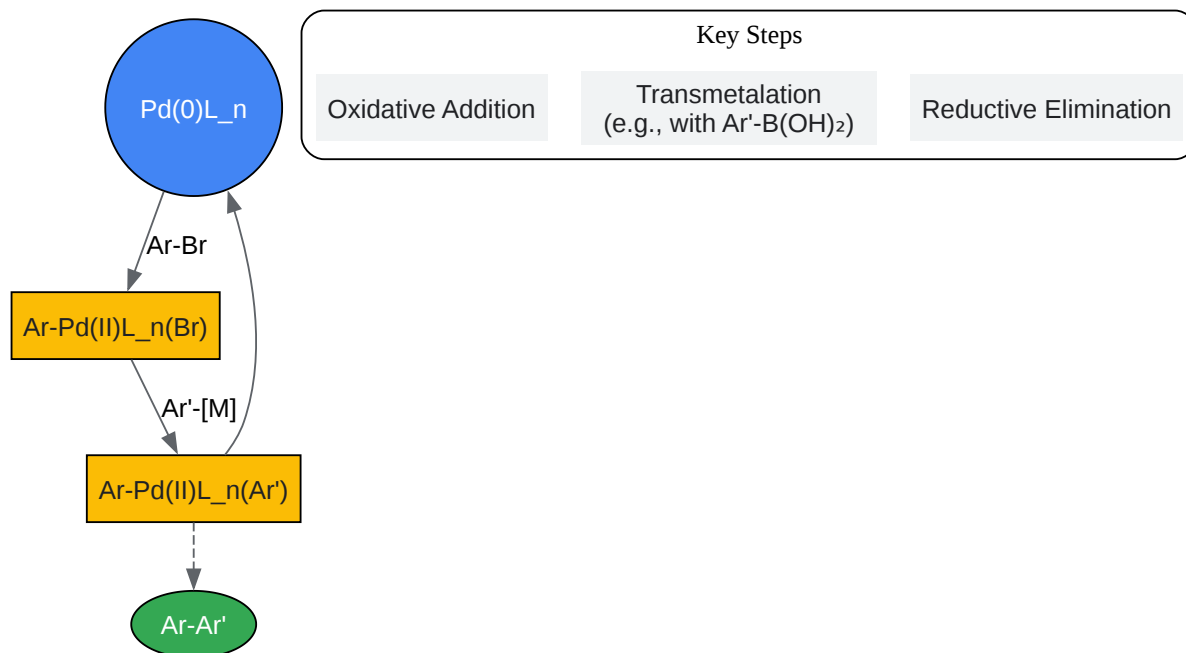 Key Steps
Pd(0)L_n
Oxidative Addition
Transmetalation
(e.g., with Ar'-B(OH)₂)
Reductive Elimination
Ar-Br
Ar-Pd(II)L_n(Br)
Ar'-[M]
Ar-Pd(II)L_n(Ar')
Ar-Ar'